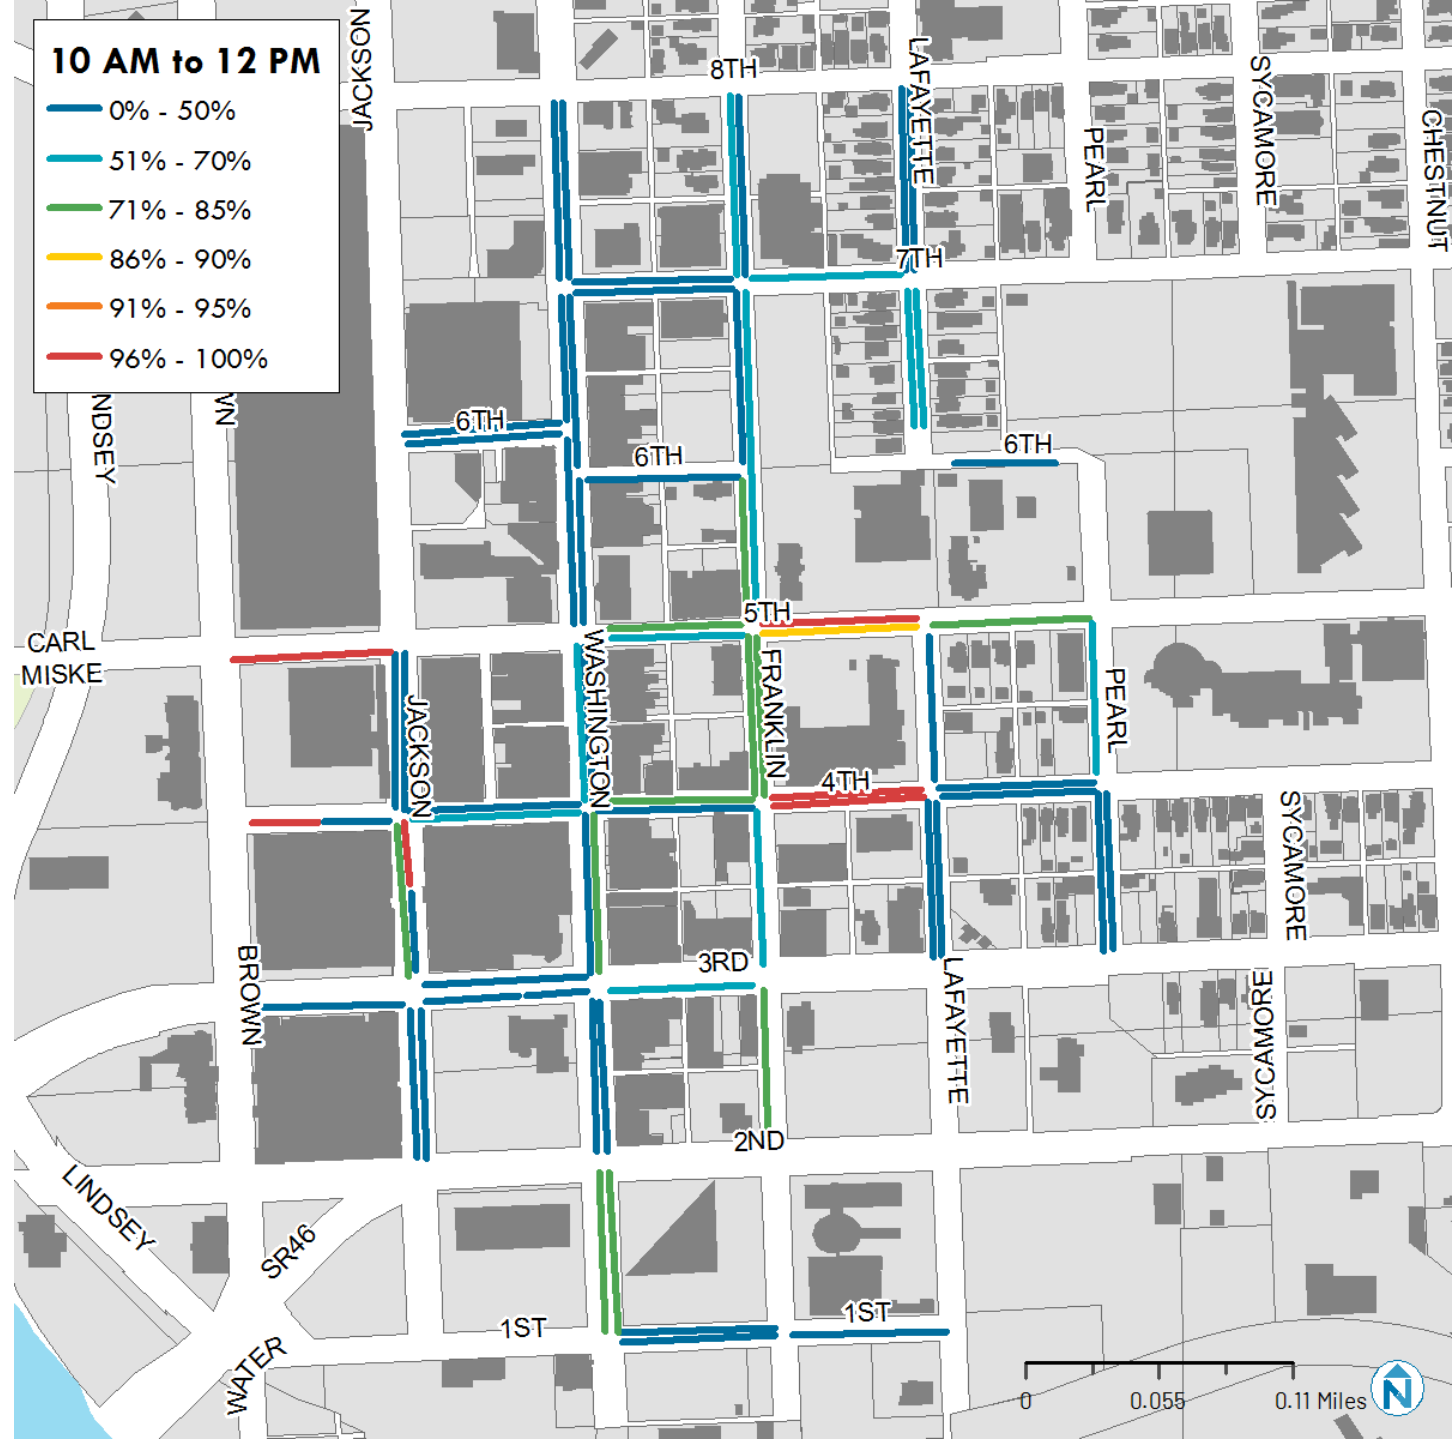 10 AM to 12 PM
0% - 50%
51% - 70%
71% - 85%
86% - 90%
91% - 95%
96% - 100%
JACKSON
8TH
LAFAYETTE
PEARL
SYCAMORE
CHESTNUT
7TH
NDSEY
WN
6TH
6TH
6TH
5TH
CARL
MISKE
WASHINGTON
FRANKLIN
PEARL
JACKSON
4TH
SYCAMORE
BROWN
3RD
LAFAYETTE
SYCAMORE
2ND
LINDSEY
SR46
1ST
1ST
WATER
0
0.055
0.11 Miles
N